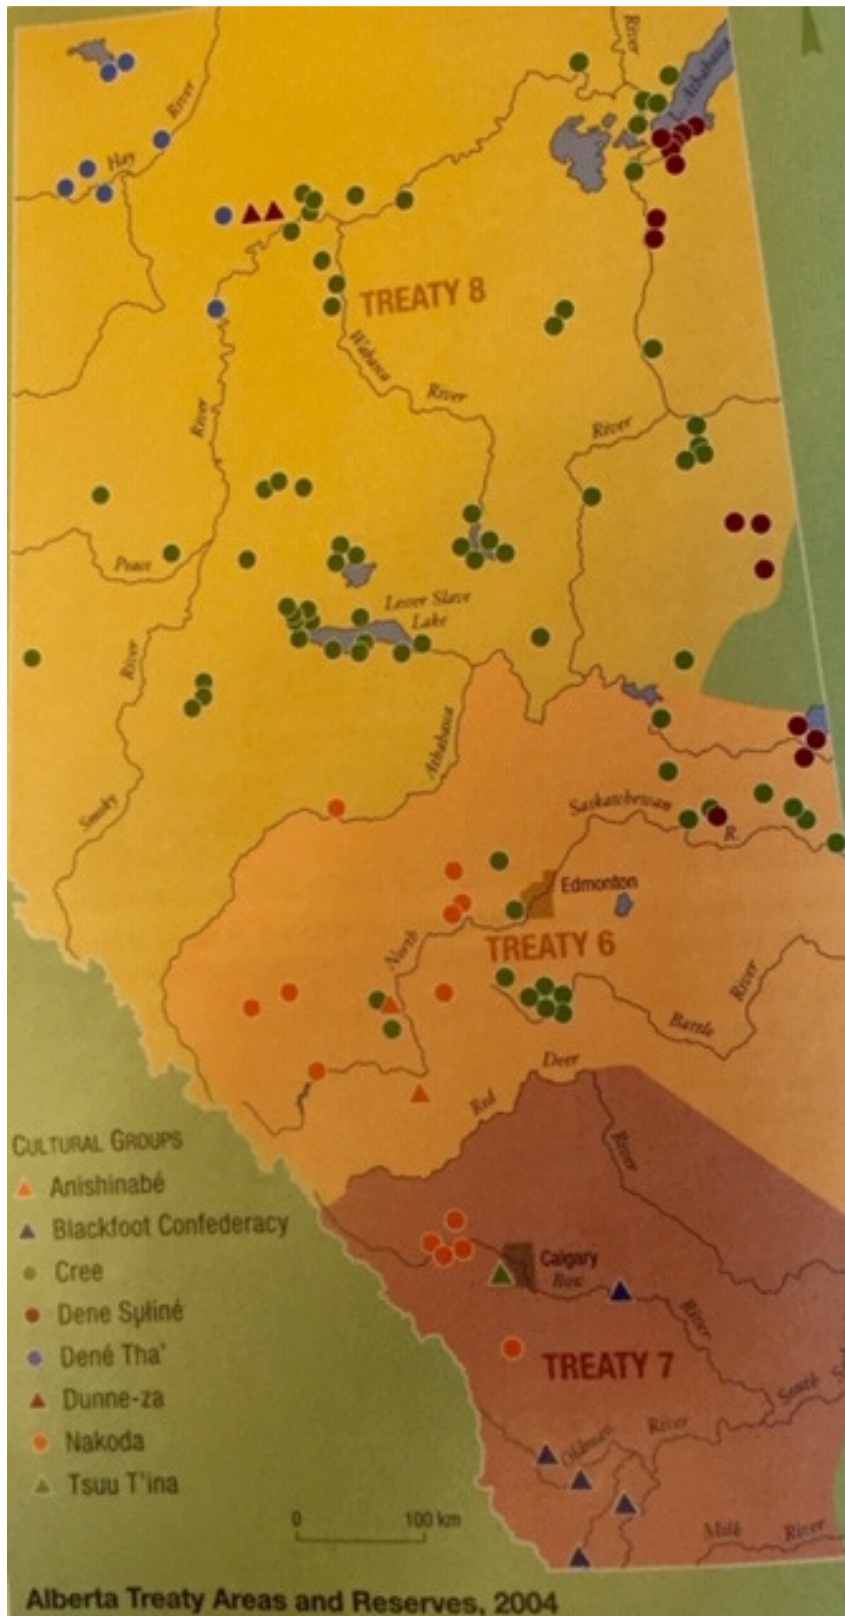 River
L. Athabasca
River
Hay
TREATY 8
Wabasca
River
River
River
Peace
Lesser Slave
Lake
River
Athabasca
Smoky
Saskatchewan
R.
Edmonton
North
TREATY 6
River
Battle
Deer
Red
River
CULTURAL GROUPS
Anishinabé
Blackfoot Confederacy
Cree
Dene Sųłiné
Dené Tha'
Dunne-za
Nakoda
Tsuu T'ina
Calgary
Bow
River
TREATY 7
South
Oldman
River
Milk River
0 100 km
Alberta Treaty Areas and Reserves, 2004